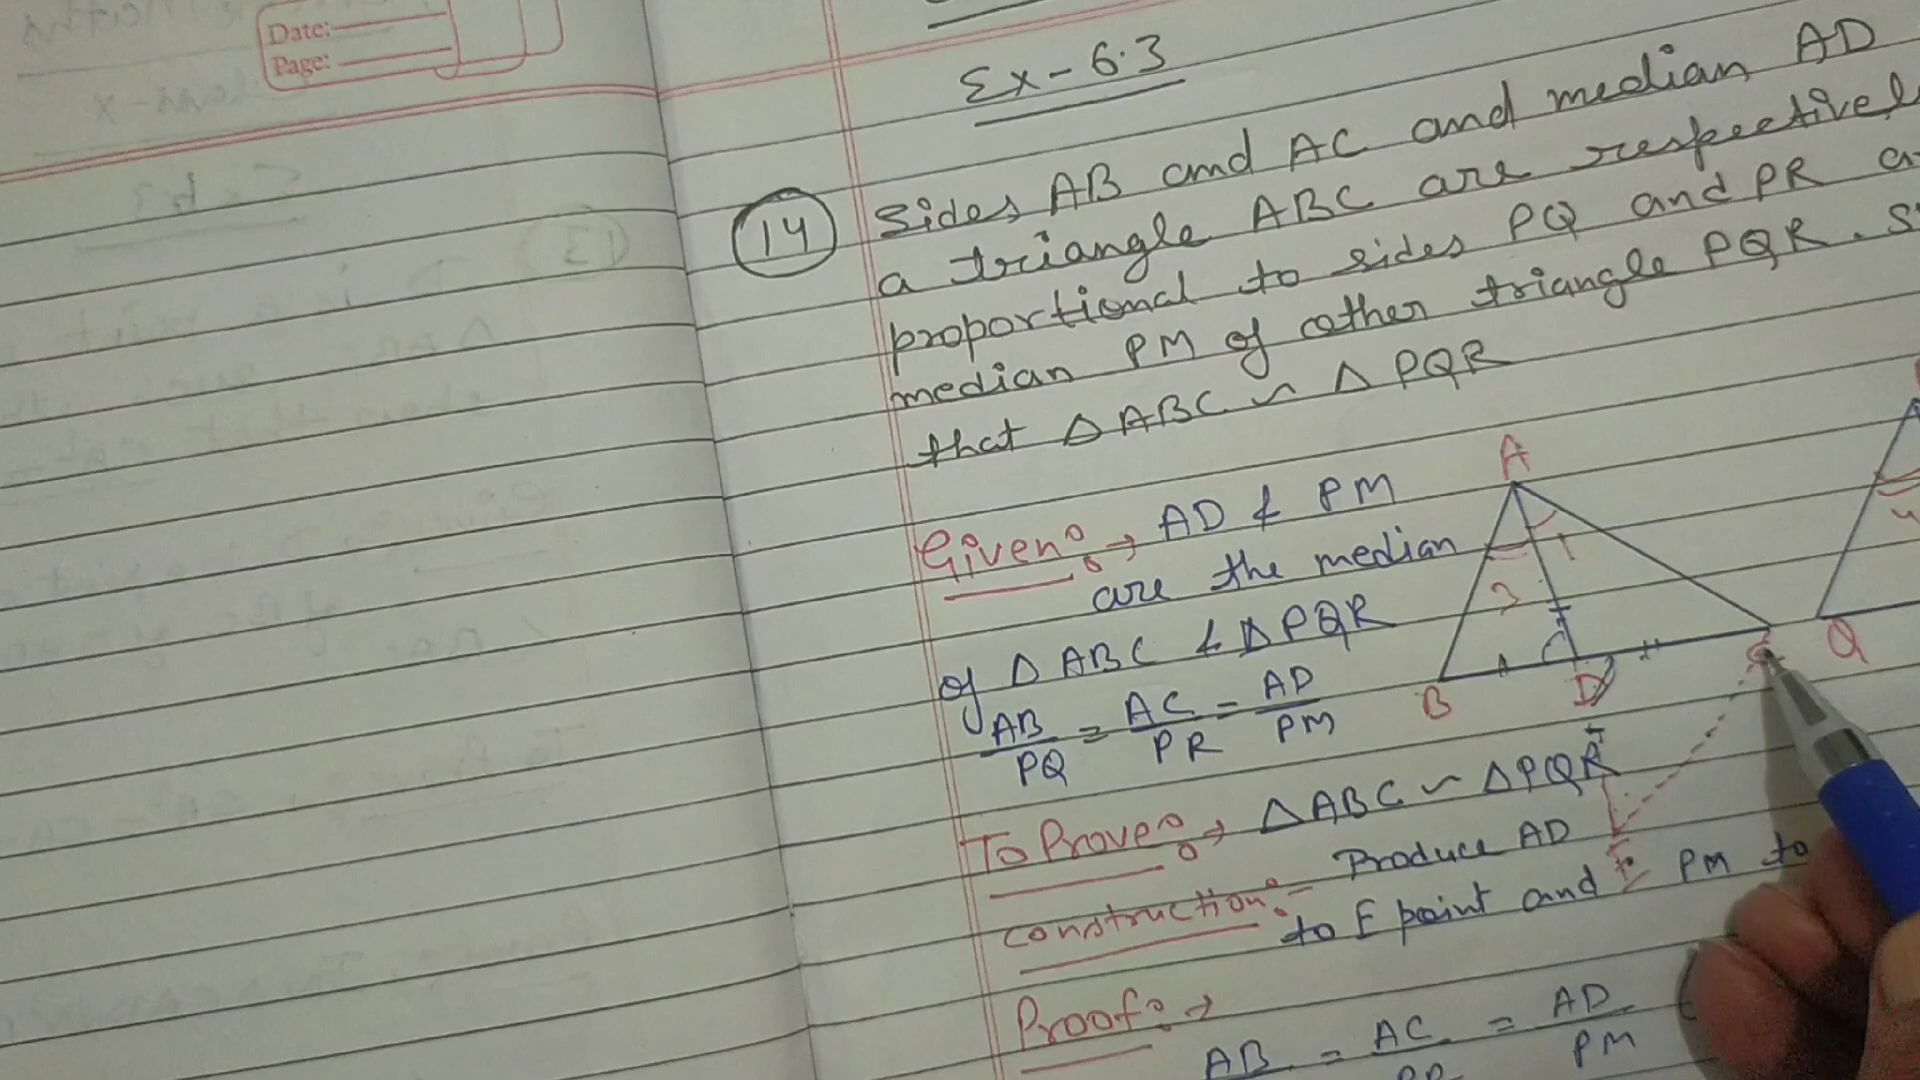 Date:
Page:
Ex-6.3
14 Sides AB and AC and median AD
a triangle ABC are respectivel
proportional to sides PQ and PR
median PM of other triangle PQR.
that △ABC ∽ △PQR
Given:→ AD & PM
are the median
of △ABC & △PQR
AB/PQ = AC/PR = AD/PM
To Prove:→ △ABC ∽ △PQR
Construction:- Produce AD
to E point and PM to
Proof:→
AB = AC = AD/PM
A
1
3
B
D
Q
E